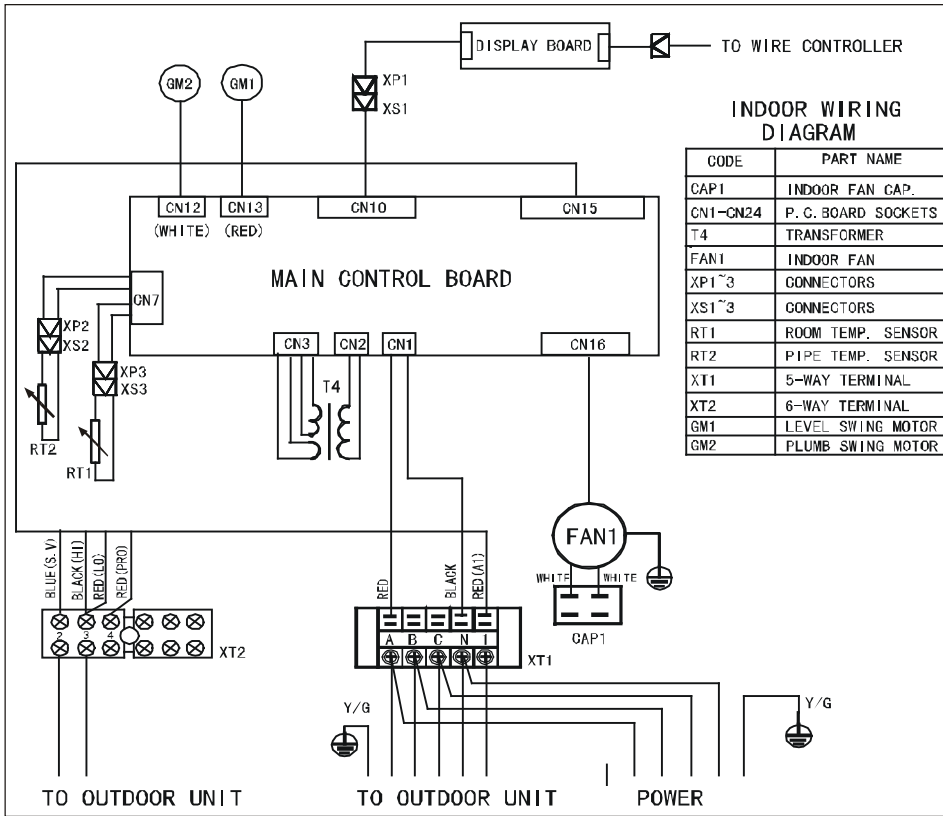 DISPLAY BOARD
TO WIRE CONTROLLER
GM2
GM1
XP1
XS1
INDOOR WIRING
DIAGRAM
CODE PART NAME
CAP1 INDOOR FAN CAP.
CN1-CN24 P.C.BOARD SOCKETS
T4 TRANSFORMER
FAN1 INDOOR FAN
XP1~3 CONNECTORS
XS1~3 CONNECTORS
RT1 ROOM TEMP. SENSOR
RT2 PIPE TEMP. SENSOR
XT1 5-WAY TERMINAL
XT2 6-WAY TERMINAL
GM1 LEVEL SWING MOTOR
GM2 PLUMB SWING MOTOR
CN12
CN13
CN10
CN15
(WHITE)
(RED)
MAIN CONTROL BOARD
CN7
XP2
XS2
XP3
XS3
RT2
RT1
CN3
CN2
CN1
CN16
T4
FAN1
WHITE
WHITE
CAP1
BLUE(S.V)
BLACK(HI)
RED(LO)
RED(PRO)
RED
BLACK
RED(A1)
2 3 4
XT2
A B C N 1
XT1
Y/G
Y/G
TO OUTDOOR UNIT
TO OUTDOOR UNIT
POWER